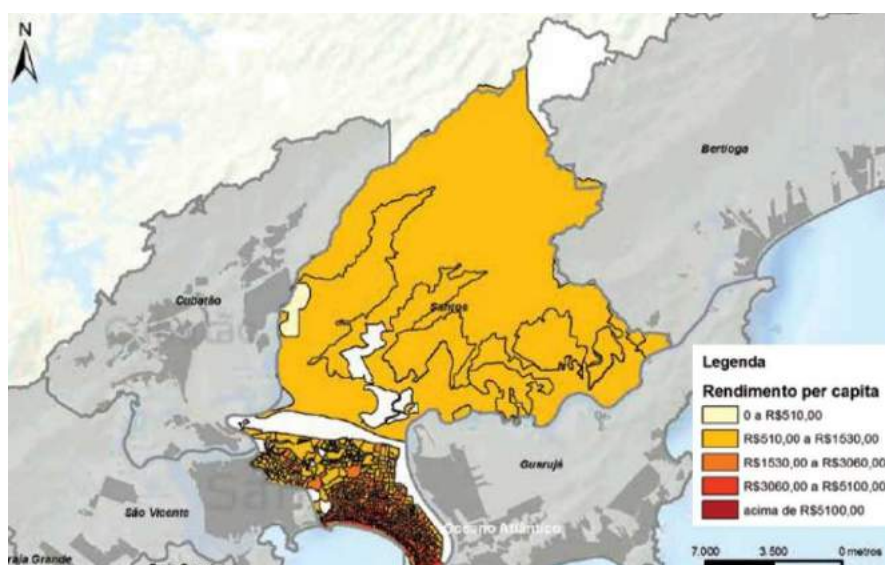 N
Bertioga
Cubatão
Santos
Guarujá
São Vicente
Oceano Atlântico
Legenda
Rendimento per capita
0 a R$510,00
R$510,00 a R$1530,00
R$1530,00 a R$3060,00
R$3060,00 a R$5100,00
acima de R$5100,00
7.000 3.500 0 metros